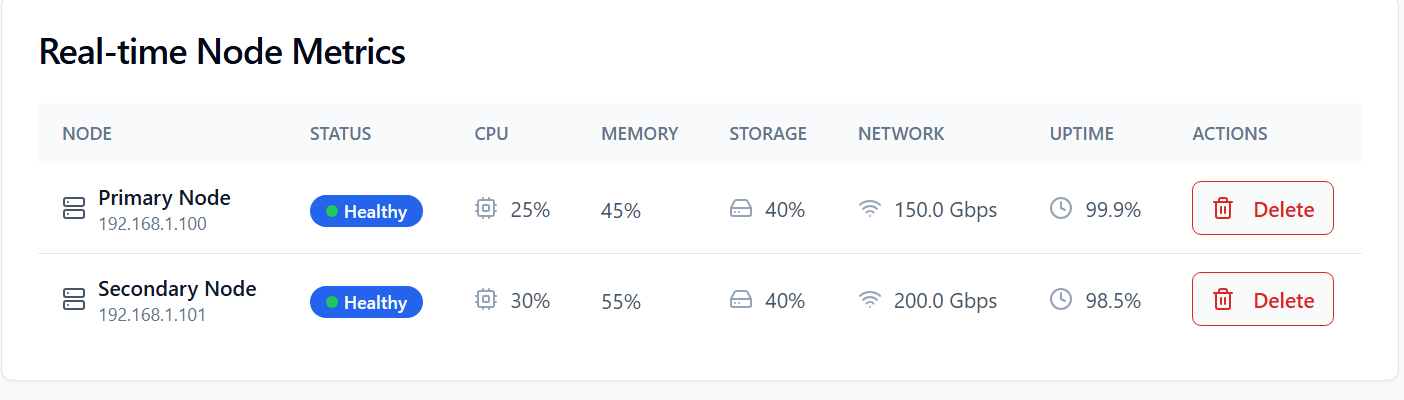 Real-time Node Metrics
NODE STATUS CPU MEMORY STORAGE NETWORK UPTIME ACTIONS
Primary Node
192.168.1.100
Healthy 25% 45% 40% 150.0 Gbps 99.9% Delete
Secondary Node
192.168.1.101
Healthy 30% 55% 40% 200.0 Gbps 98.5% Delete